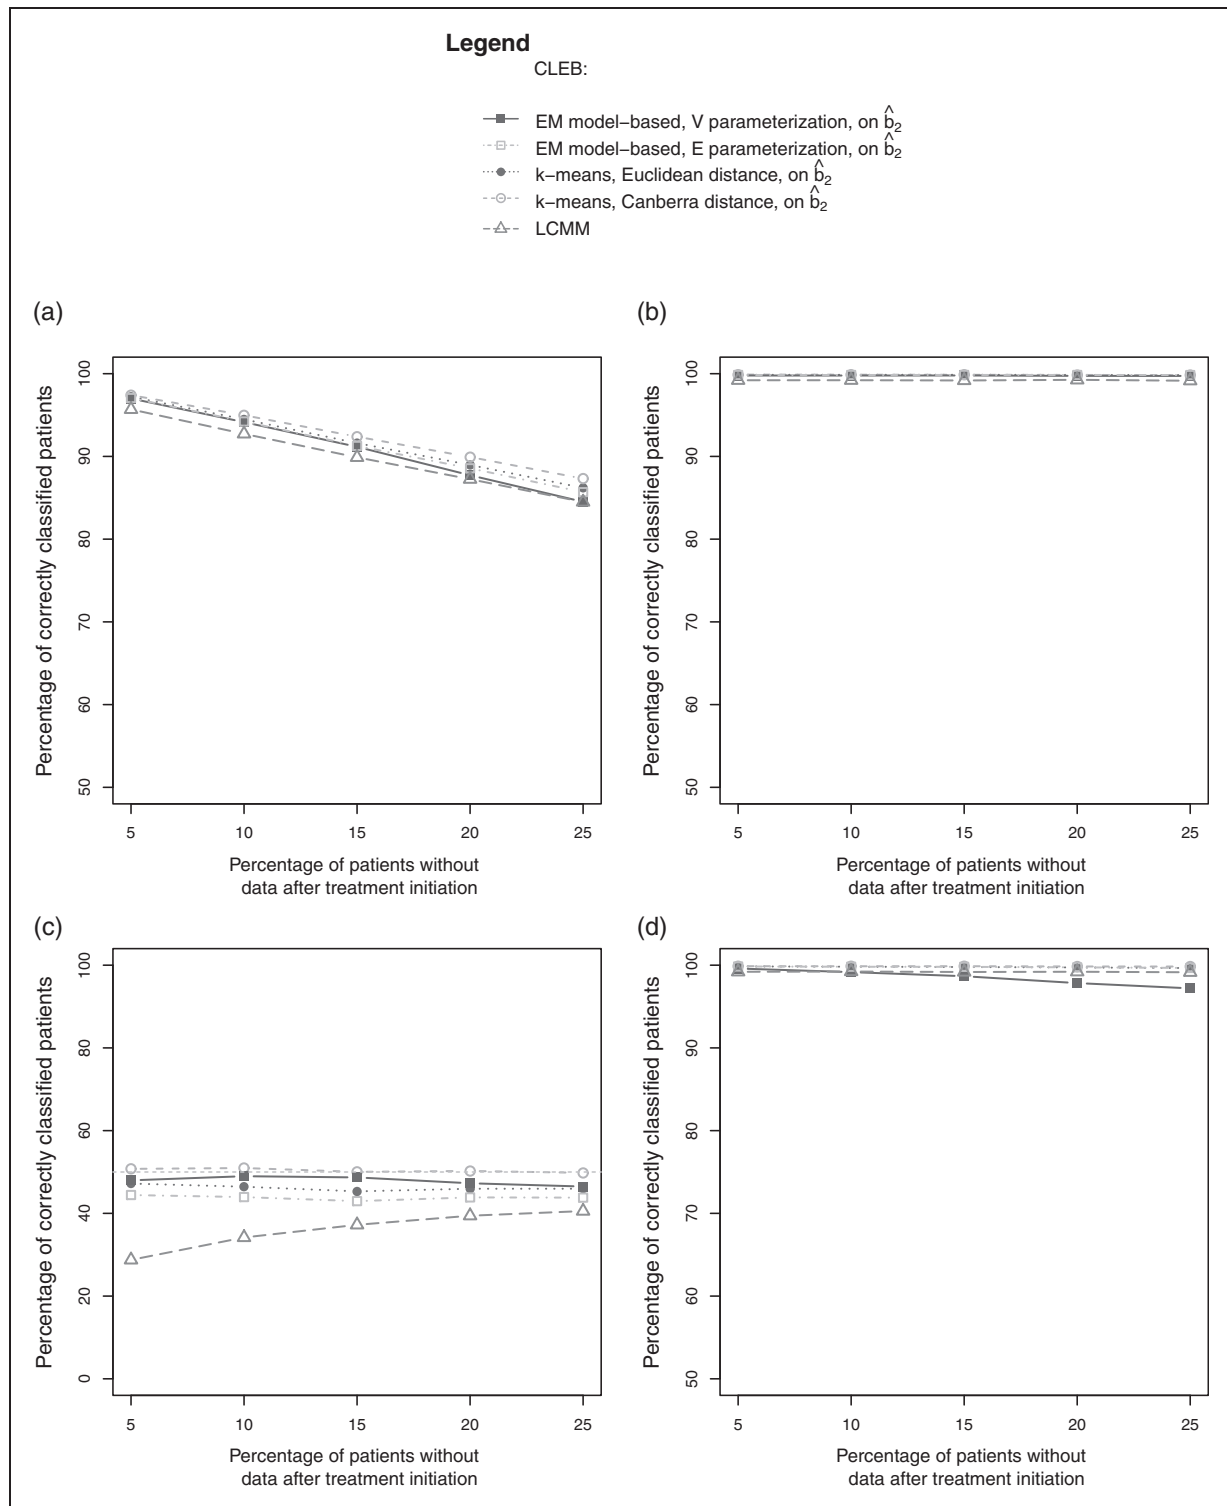 Legend
CLEB:
EM model−based, V parameterization, on b̂₂
EM model−based, E parameterization, on b̂₂
k−means, Euclidean distance, on b̂₂
k−means, Canberra distance, on b̂₂
LCMM
(a)
Percentage of correctly classified patients
100
90
80
70
60
50
5 10 15 20 25
Percentage of patients without
data after treatment initiation
(b)
Percentage of correctly classified patients
100
90
80
70
60
50
5 10 15 20 25
Percentage of patients without
data after treatment initiation
(c)
Percentage of correctly classified patients
100
80
60
40
20
0
5 10 15 20 25
Percentage of patients without
data after treatment initiation
(d)
Percentage of correctly classified patients
100
90
80
70
60
50
5 10 15 20 25
Percentage of patients without
data after treatment initiation